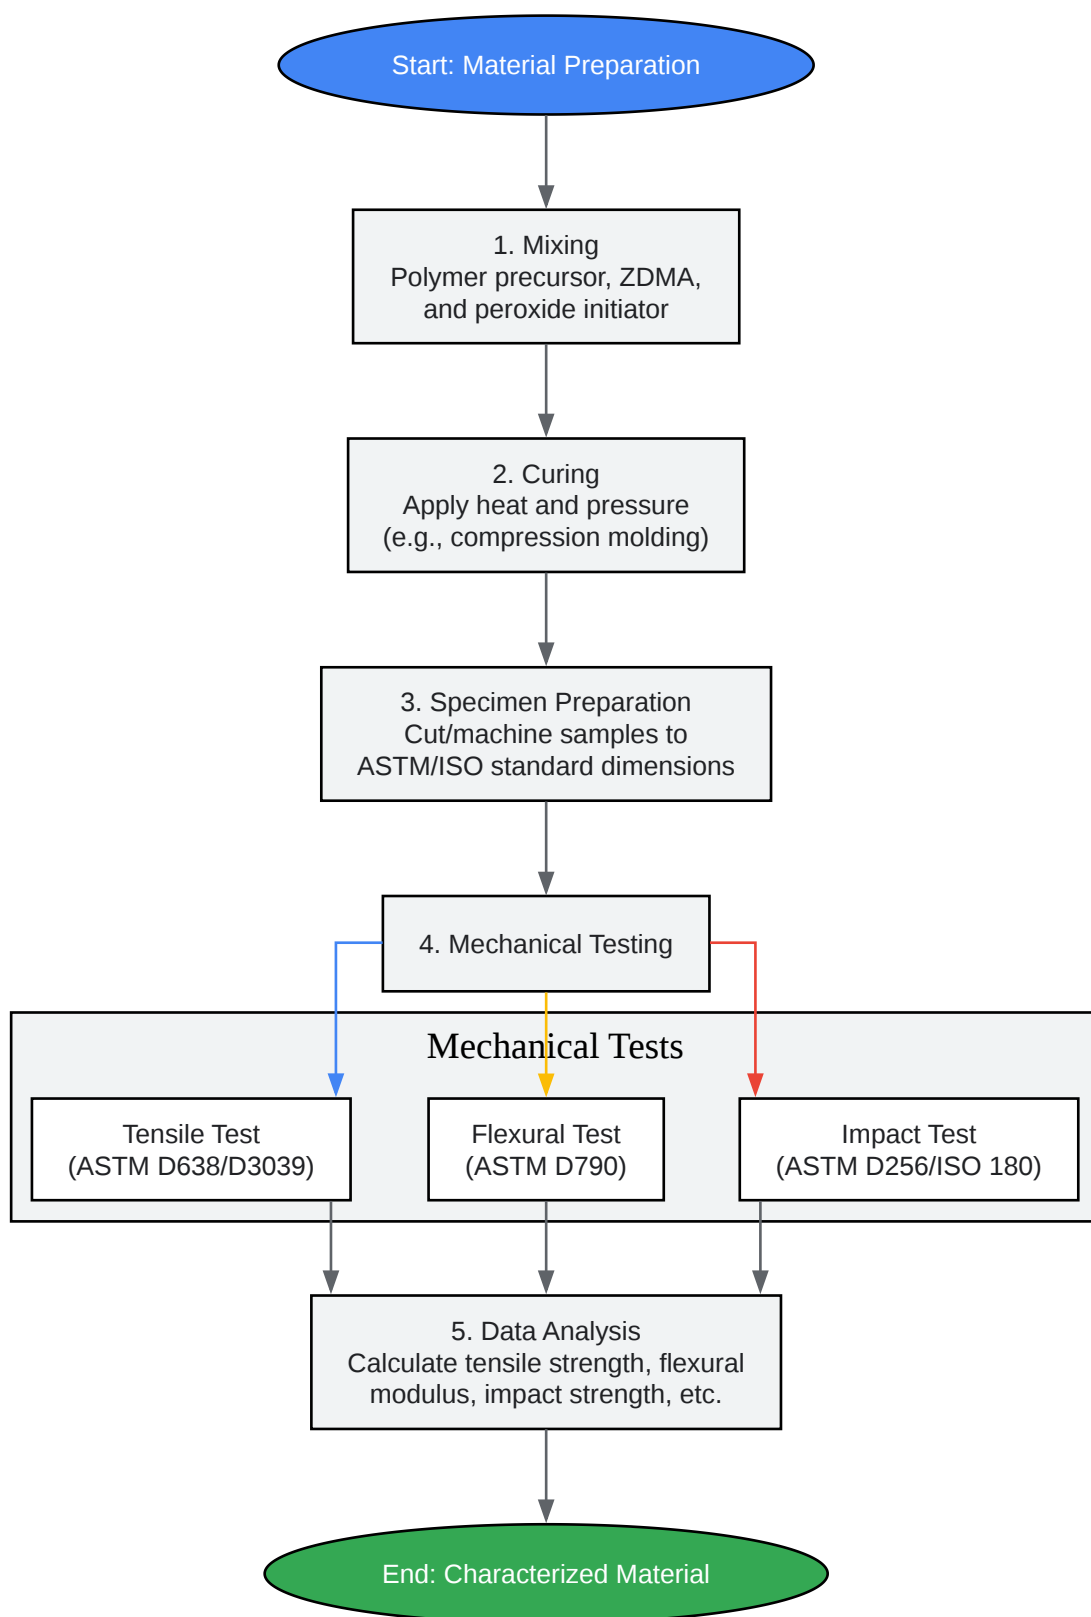 Start: Material Preparation
1. Mixing
Polymer precursor, ZDMA,
and peroxide initiator
2. Curing
Apply heat and pressure
(e.g., compression molding)
3. Specimen Preparation
Cut/machine samples to
ASTM/ISO standard dimensions
4. Mechanical Testing
Mechanical Tests
Tensile Test
(ASTM D638/D3039)
Flexural Test
(ASTM D790)
Impact Test
(ASTM D256/ISO 180)
5. Data Analysis
Calculate tensile strength, flexural
modulus, impact strength, etc.
End: Characterized Material